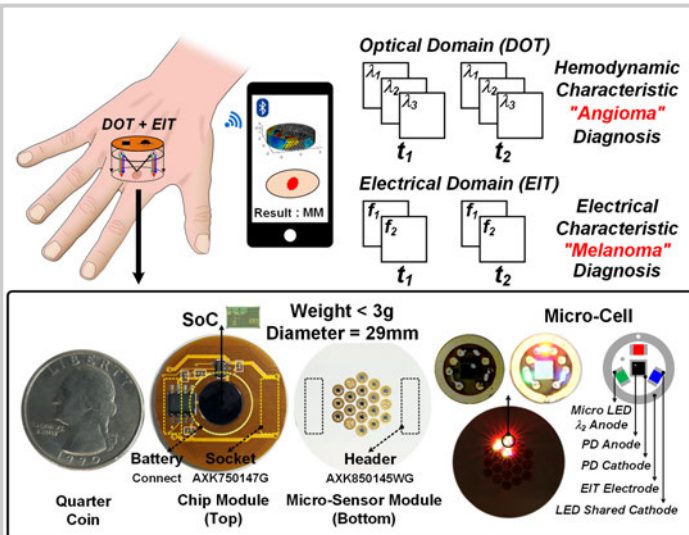 DOT + EIT
Result : MM
Optical Domain (DOT)
λ1
λ2
λ3
t1
λ1
λ2
λ3
t2
Hemodynamic
Characteristic
"Angioma"
Diagnosis
Electrical Domain (EIT)
f1
f2
t1
f1
f2
t2
Electrical
Characteristic
"Melanoma"
Diagnosis
SoC
Weight < 3g
Diameter = 29mm
Micro-Cell
LIBERTY
1990
Quarter
Coin
Battery
Connect
Socket
AXK750147G
Chip Module
(Top)
Header
AXK850145WG
Micro-Sensor Module
(Bottom)
Micro LED
λ2 Anode
PD Anode
PD Cathode
EIT Electrode
LED Shared Cathode